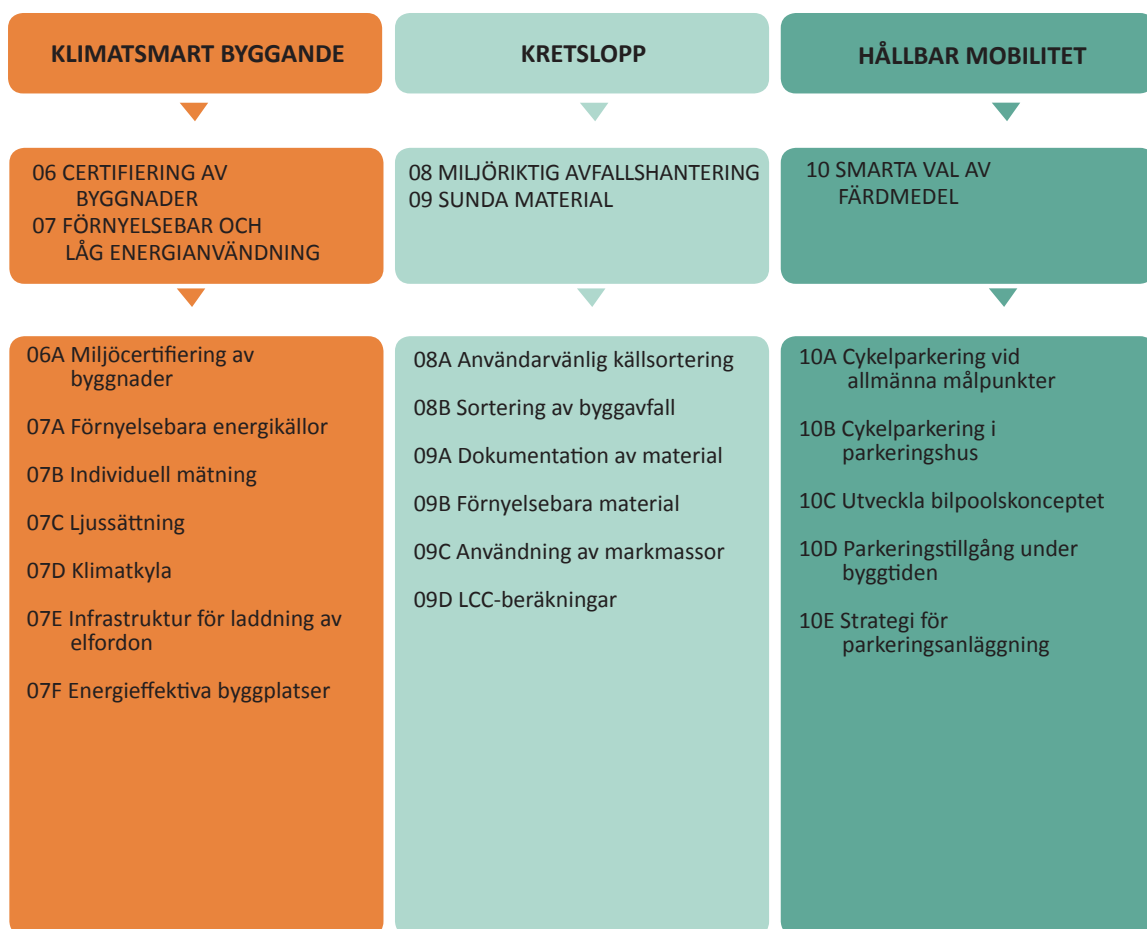 KLIMATSMART BYGGANDE
06 CERTIFIERING AV
BYGGNADER
07 FÖRNYELSEBAR OCH
LÅG ENERGIANVÄNDNING
06A Miljöcertifiering av
byggnader
07A Förnyelsebara energikällor
07B Individuell mätning
07C Ljussättning
07D Klimatkyla
07E Infrastruktur för laddning av
elfordon
07F Energieffektiva byggplatser
KRETSLOPP
08 MILJÖRIKTIG AVFALLSHANTERING
09 SUNDA MATERIAL
08A Användarvänlig källsortering
08B Sortering av byggavfall
09A Dokumentation av material
09B Förnyelsebara material
09C Användning av markmassor
09D LCC-beräkningar
HÅLLBAR MOBILITET
10 SMARTA VAL AV
FÄRDMEDEL
10A Cykelparkering vid
allmänna målpunkter
10B Cykelparkering i
parkeringshus
10C Utveckla bilpoolskonceptet
10D Parkeringstillgång under
byggtiden
10E Strategi för
parkeringsanläggning